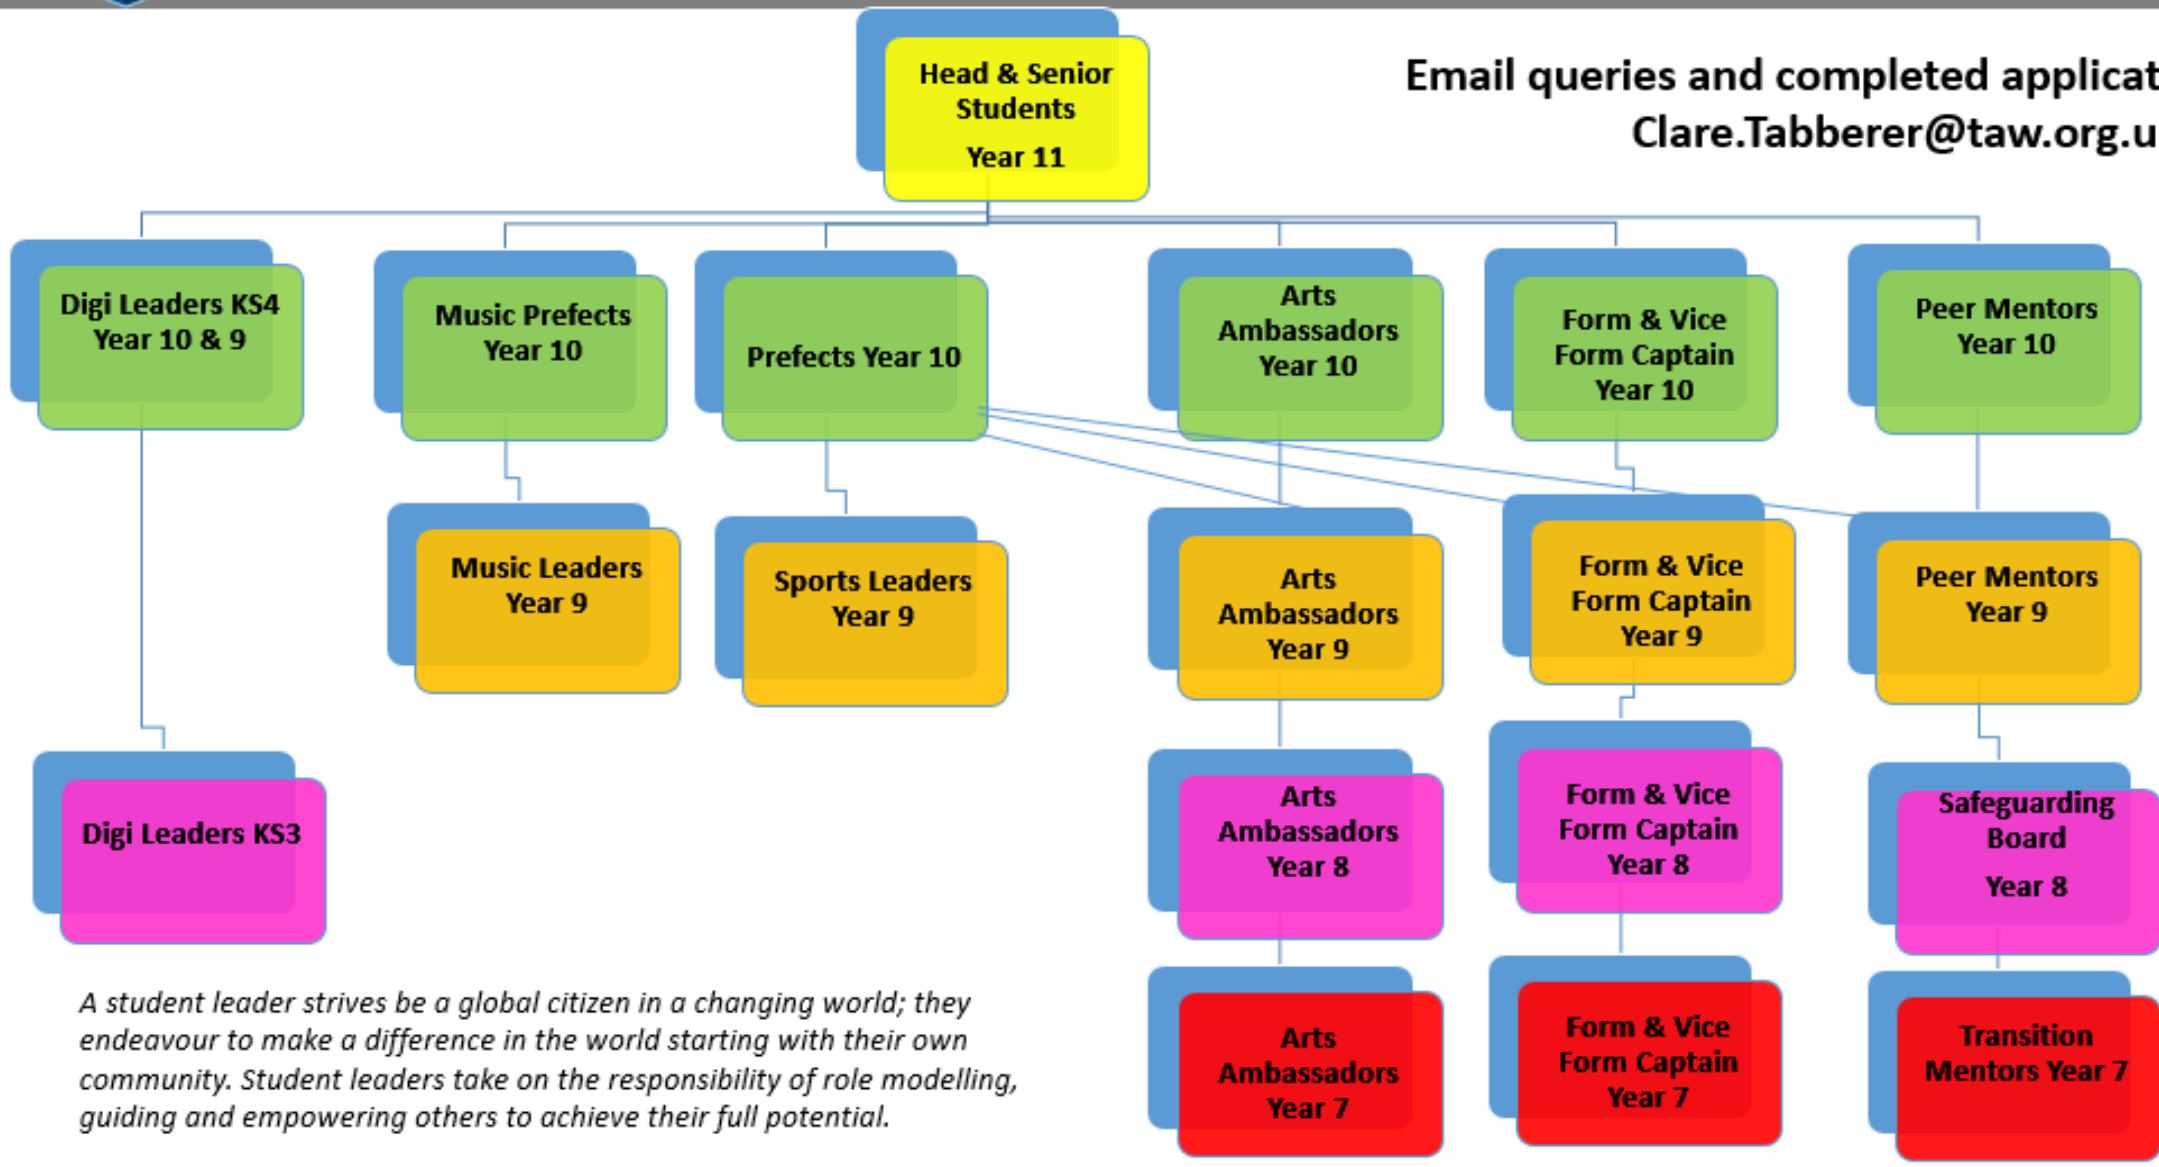 Head & Senior
Students
Year 11
Email queries and completed applicat
Clare.Tabberer@taw.org.u
Digi Leaders KS4
Year 10 & 9
Music Prefects
Year 10
Prefects Year 10
Arts
Ambassadors
Year 10
Form & Vice
Form Captain
Year 10
Peer Mentors
Year 10
Music Leaders
Year 9
Sports Leaders
Year 9
Arts
Ambassadors
Year 9
Form & Vice
Form Captain
Year 9
Peer Mentors
Year 9
Digi Leaders KS3
Arts
Ambassadors
Year 8
Form & Vice
Form Captain
Year 8
Safeguarding
Board
Year 8
A student leader strives be a global citizen in a changing world; they
endeavour to make a difference in the world starting with their own
community. Student leaders take on the responsibility of role modelling,
guiding and empowering others to achieve their full potential.
Arts
Ambassadors
Year 7
Form & Vice
Form Captain
Year 7
Transition
Mentors Year 7